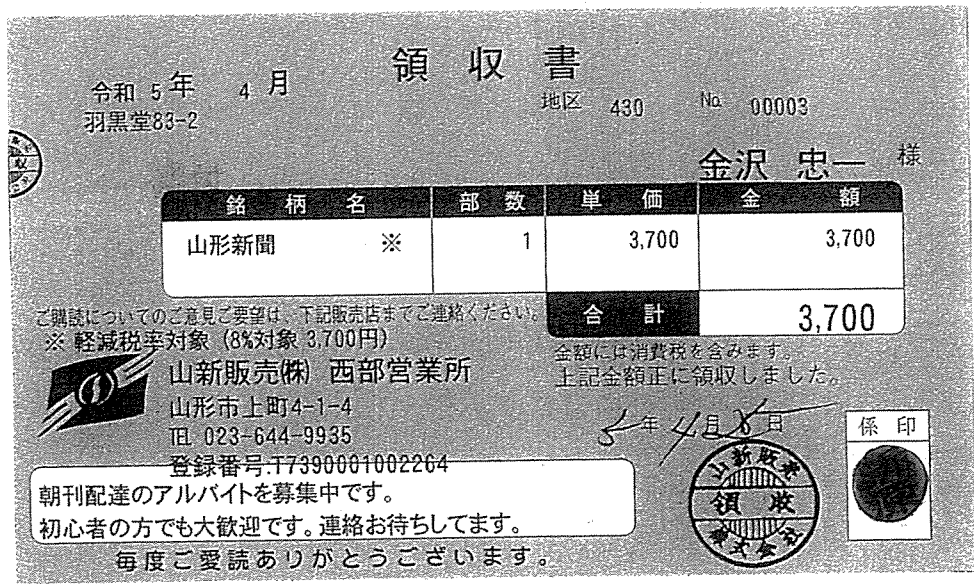 領収書
令和 5年 4月
地区 430 No. 00003
羽黒堂83-2
金沢 忠一 様
銘柄名 部数 単価 金額
山形新聞 ※ 1 3,700 3,700
合計 3,700
ご購読についてのご意見ご要望は、下記販売店までご連絡ください。
※ 軽減税率対象 (8%対象 3,700円)
金額には消費税を含みます。
上記金額正に領収しました。
山新販売㈱ 西部営業所
山形市上町4-1-4
℡ 023-644-9935
登録番号:T7390001002264
5年 4月 日
係印
山新販売
領収
株式会社
朝刊配達のアルバイトを募集中です。
初心者の方でも大歓迎です。連絡お待ちしてます。
毎度ご愛読ありがとうございます。